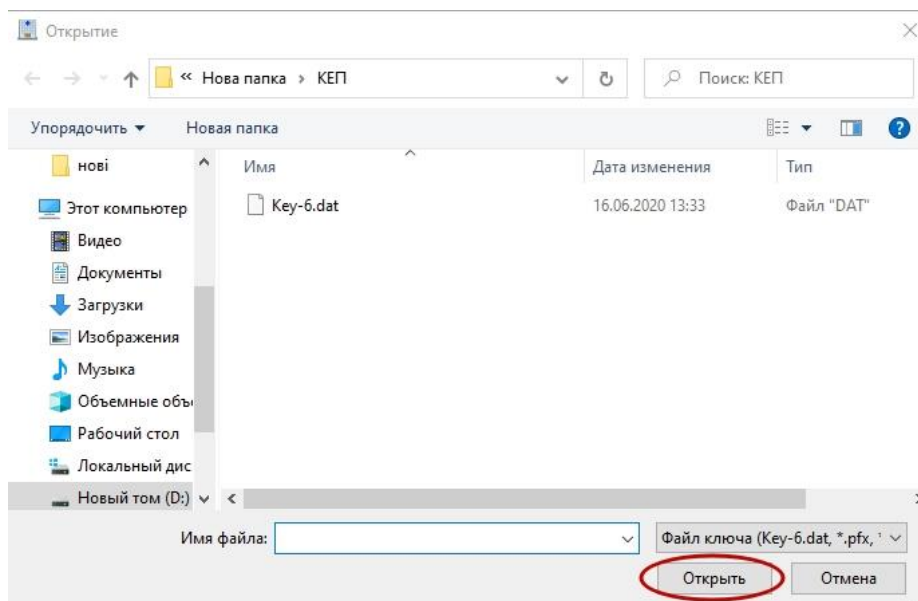 Открытие
« Нова папка › КЕП
Поиск: КЕП
Упорядочить Новая папка
нові
Этот компьютер
Видео
Документы
Загрузки
Изображения
Музыка
Объемные объ
Рабочий стол
Локальный дис
Новый том (D:)
Имя Дата изменения Тип
Key-6.dat 16.06.2020 13:33 Файл "DAT"
Имя файла:
Файл ключа (Key-6.dat, *.pfx,
Открыть Отмена